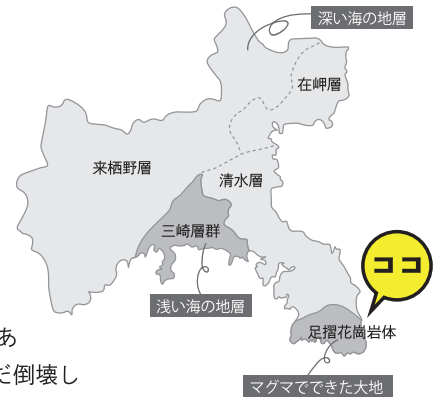 深い海の地層
在岬層
来栖野層
清水層
三崎層群
ココ
浅い海の地層
足摺花崗岩体
あ
だ倒壊し
マグマでできた大地